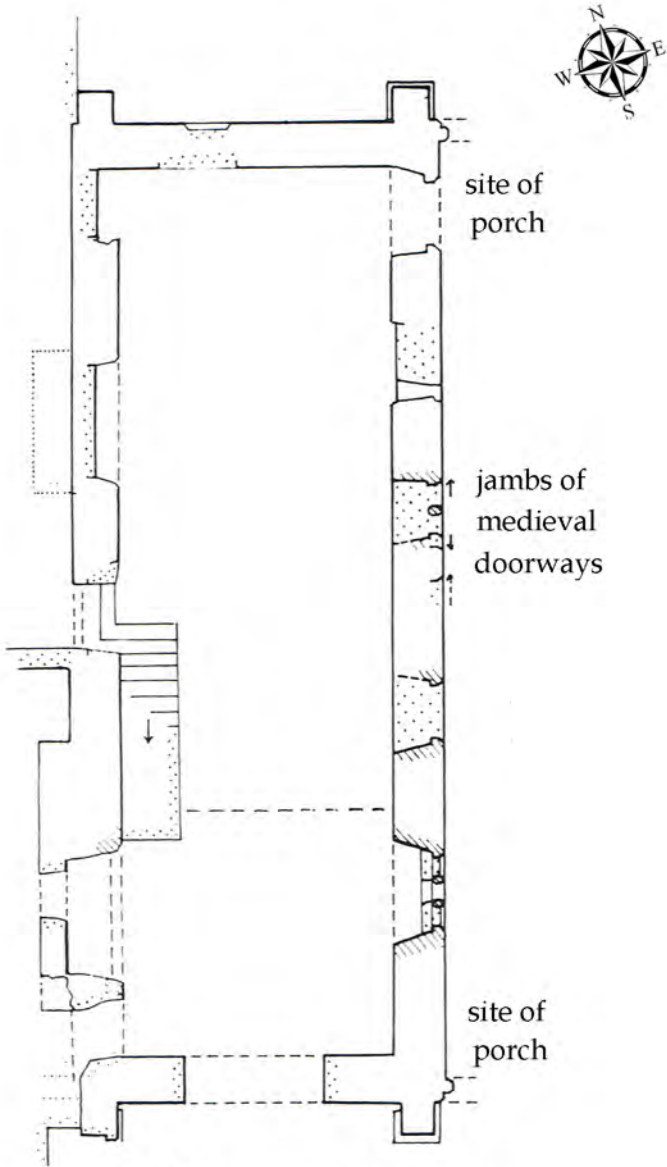 N
E
W
S
site of
porch
jambs of
medieval
doorways
site of
porch